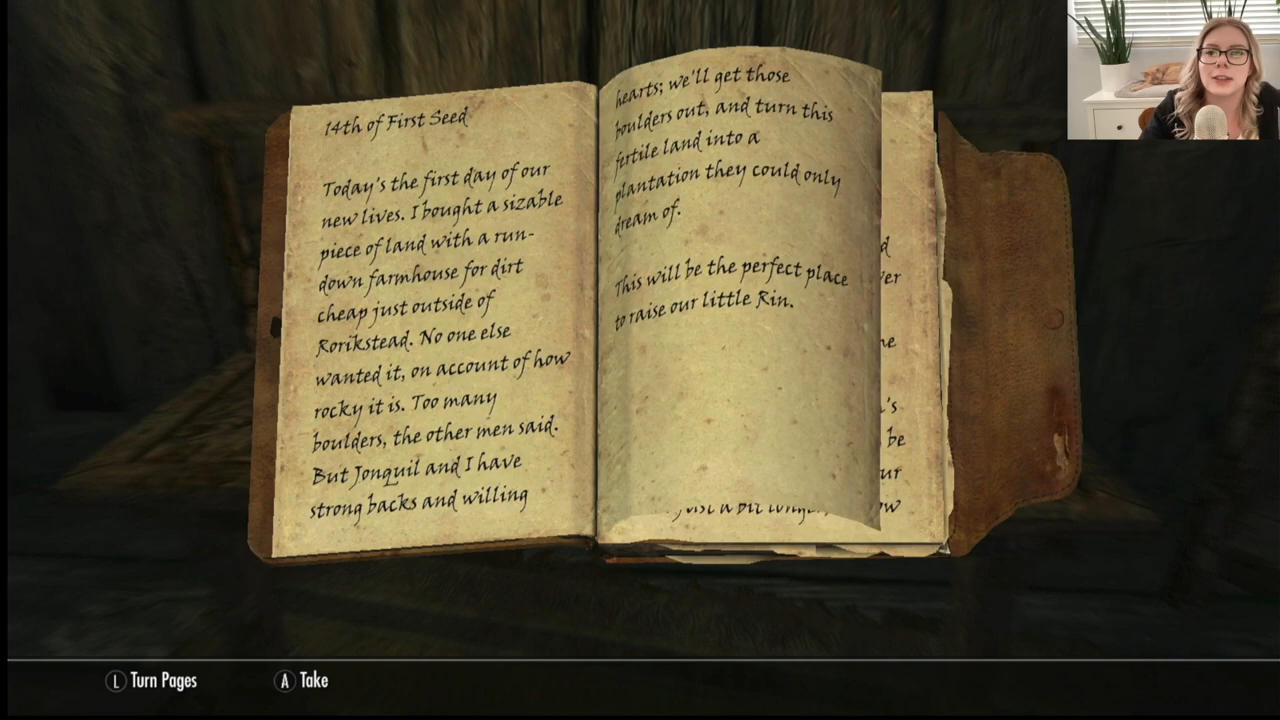 14th of First Seed
Today's the first day of our
new lives. I bought a sizable
piece of land with a run-
down farmhouse for dirt
cheap just outside of
Rorikstead. No one else
wanted it, on account of how
rocky it is. Too many
boulders, the other men said.
But Jonquil and I have
strong backs and willing
hearts; we'll get those
boulders out, and turn this
fertile land into a
plantation they could only
dream of.
This will be the perfect place
to raise our little Rin.
be
L Turn Pages
A Take